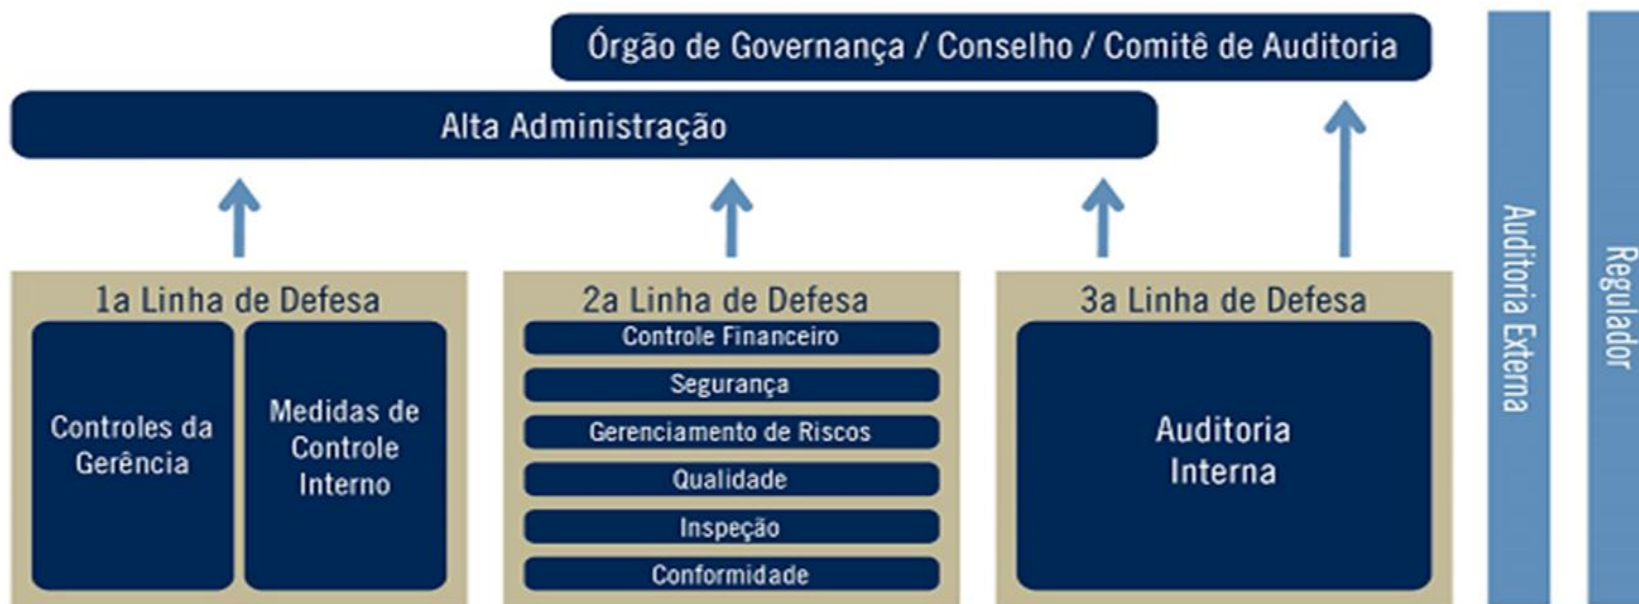 Órgão de Governança / Conselho / Comitê de Auditoria
Alta Administração
1a Linha de Defesa
Controles da
Gerência
Medidas de
Controle
Interno
2a Linha de Defesa
Controle Financeiro
Segurança
Gerenciamento de Riscos
Qualidade
Inspeção
Conformidade
3a Linha de Defesa
Auditoria
Interna
Auditoria Externa
Regulador